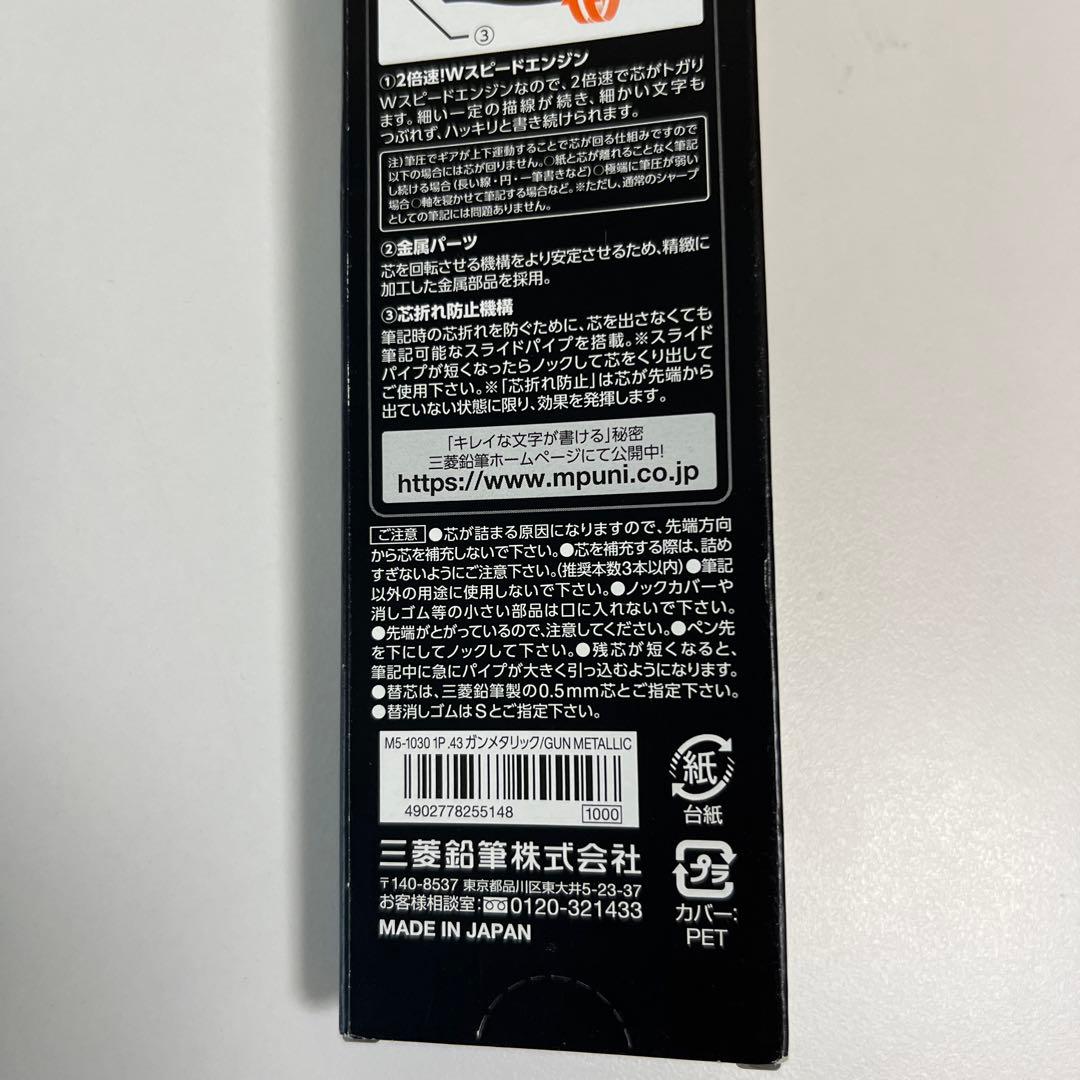 ③
①2倍速!Wスピードエンジン
Wスピードエンジンなので、2倍速で芯がトガり
ます。細い一定の描線が続き、細かい文字も
つぶれず、ハッキリと書き続けられます。
注)筆圧でギアが上下運動することで芯が回る仕組みですので
以下の場合には芯が回りません。○紙と芯が離れることなく筆記
し続ける場合(長い線・円・一筆書きなど)○極端に筆圧が弱い
場合○軸を寝かせて筆記する場合など。※ただし、通常のシャープ
としての筆記には問題ありません。
②金属パーツ
芯を回転させる機構をより安定させるため、精緻に
加工した金属部品を採用。
③芯折れ防止機構
筆記時の芯折れを防ぐために、芯を出さなくても
筆記可能なスライドパイプを搭載。※スライド
パイプが短くなったらノックして芯をくり出して
ご使用下さい。※「芯折れ防止」は芯が先端から
出ていない状態に限り、効果を発揮します。
「キレイな文字が書ける」秘密
三菱鉛筆ホームページにて公開中!
https://www.mpuni.co.jp
ご注意 ●芯が詰まる原因になりますので、先端方向
から芯を補充しないで下さい。●芯を補充する際は、詰め
すぎないようにご注意下さい。(推奨本数3本以内)●筆記
以外の用途に使用しないで下さい。●ノックカバーや
消しゴム等の小さい部品は口に入れないで下さい。
●先端がとがっているので、注意してください。●ペン先
を下にしてノックして下さい。●残芯が短くなると、
筆記中に急にパイプが大きく引っ込むようになります。
●替芯は、三菱鉛筆製の0.5mm芯とご指定下さい。
●替消しゴムはSとご指定下さい。
M5-1030 1P .43 ガンメタリック/GUN METALLIC
4902778255148 1000
紙
台紙
三菱鉛筆株式会社
〒140-8537 東京都品川区東大井5-23-37
お客様相談室:0120-321433
MADE IN JAPAN
プラ
カバー:
PET